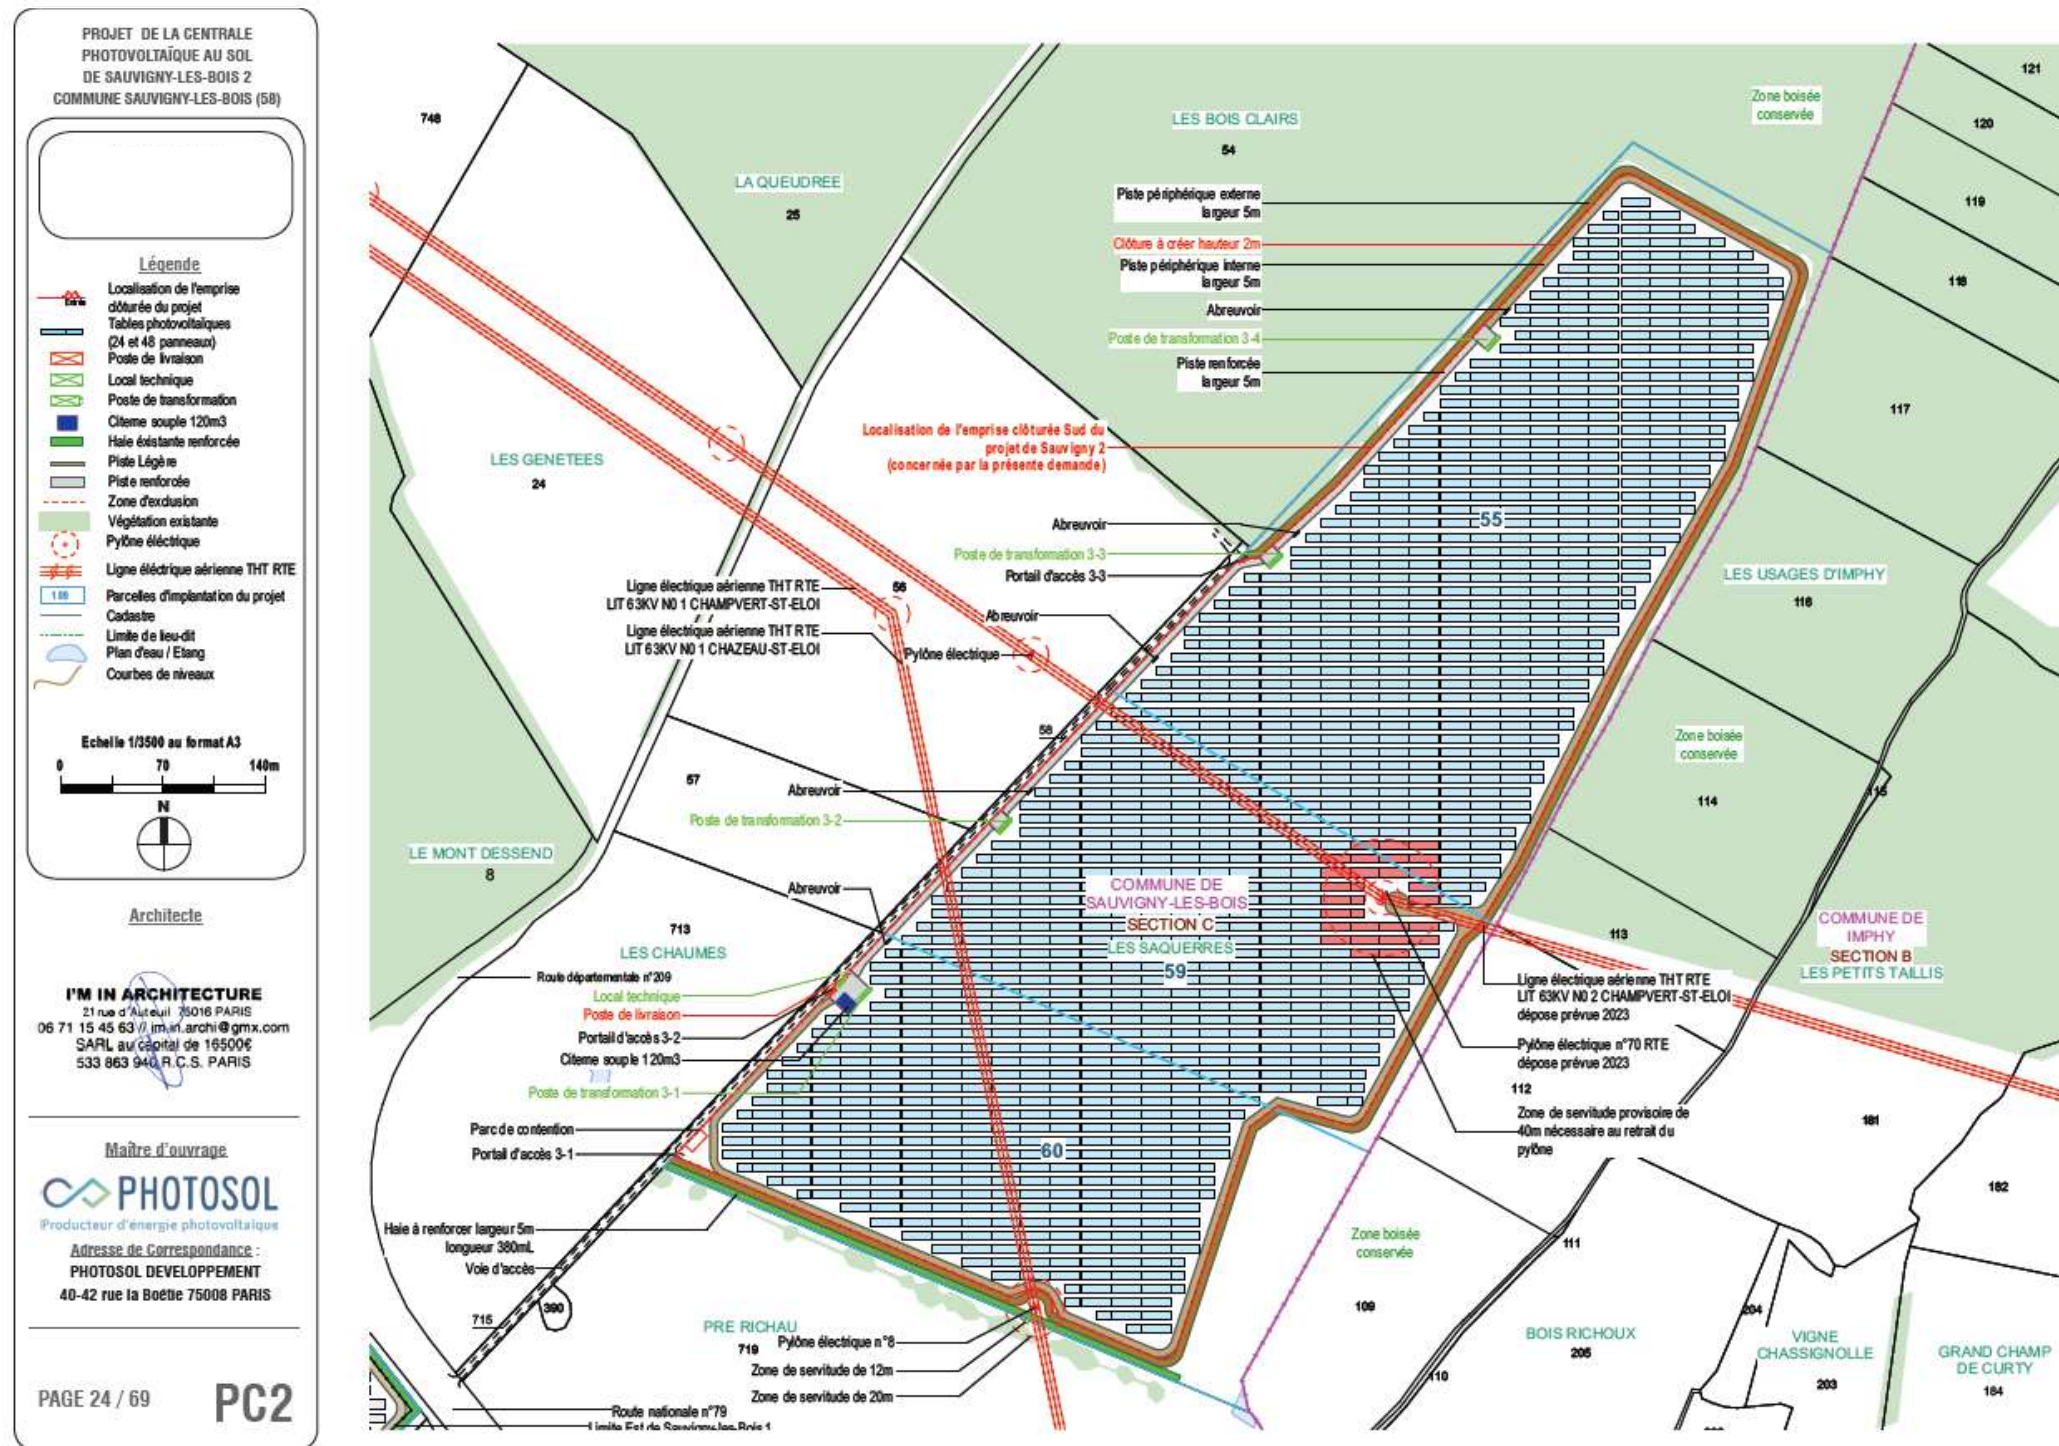 PROJET DE LA CENTRALE
PHOTOVOLTAÏQUE AU SOL
DE SAUVIGNY-LES-BOIS 2
COMMUNE SAUVIGNY-LES-BOIS (58)
Légende
Localisation de l'emprise
clôturée du projet
Tables photovoltaïques
(24 et 48 panneaux)
Poste de livraison
Local technique
Poste de transformation
Citerne souple 120m3
Haie éxistante renforcée
Piste Légère
Piste renforcée
Zone d'exclusion
Végétation existante
Pylône éléctrique
Ligne éléctrique aérienne THT RTE
Parcelles d'implantation du projet
Cadastre
Limite de lieu-dit
Plan d'eau / Etang
Courbes de niveaux
Echelle 1/3500 au format A3
0 70 140m
N
Architecte
I'M IN ARCHITECTURE
21 rue d'Auteuil 75016 PARIS
06 71 15 45 63 // im.in.archi@gmx.com
SARL au capital de 16500€
533 863 940 R.C.S. PARIS
Maître d'ouvrage
PHOTOSOL
Producteur d'énergie photovoltaïque
Adresse de Correspondance :
PHOTOSOL DEVELOPPEMENT
40-42 rue la Boétie 75008 PARIS
PAGE 24 / 69
PC2
748
LA QUEUDREE
25
LES BOIS CLAIRS
54
Zone boisée
conservée
121
120
119
118
117
Piste périphérique externe
largeur 5m
Clôture à créer hauteur 2m
Piste périphérique interne
largeur 5m
Abreuvoir
Poste de transformation 3-4
Piste renforcée
largeur 5m
Localisation de l'emprise clôturée Sud du
projet de Sauvigny 2
(concernée par la présente demande)
LES GENETEES
24
Abreuvoir
Poste de transformation 3-3
Portail d'accès 3-3
55
LES USAGES D'IMPHY
116
Ligne électrique aérienne THT RTE
LIT 63KV N0 1 CHAMPVERT-ST-ELOI
56
Abreuvoir
Ligne électrique aérienne THT RTE
LIT 63KV N0 1 CHAZEAU-ST-ELOI
Pylône électrique
58
57
Zone boisée
conservée
114
115
Abreuvoir
Poste de transformation 3-2
LE MONT DESSEND
8
Abreuvoir
COMMUNE DE
SAUVIGNY-LES-BOIS
SECTION C
LES SAQUERRES
59
713
LES CHAUMES
113
COMMUNE DE
IMPHY
SECTION B
LES PETITS TAILLIS
Route départementale n°209
Local technique
Poste de livraison
Portail d'accès 3-2
Citerne souple 120m3
Poste de transformation 3-1
Ligne électrique aérienne THT RTE
LIT 63KV N0 2 CHAMPVERT-ST-ELOI
dépose prévue 2023
Pylône électrique n°70 RTE
dépose prévue 2023
112
Zone de servitude provisoire de
40m nécessaire au retrait du
pylône
181
182
Parc de contention
Portail d'accès 3-1
60
Haie à renforcer largeur 5m
longueur 380mL
Voie d'accès
Zone boisée
conservée
111
109
390
715
PRE RICHAU
719
Pylône électrique n°8
Zone de servitude de 12m
Zone de servitude de 20m
110
BOIS RICHOUX
205
204
VIGNE
CHASSIGNOLLE
203
GRAND CHAMP
DE CURTY
184
Route nationale n°79
Limite Est de Sauvigny-les-Bois 1